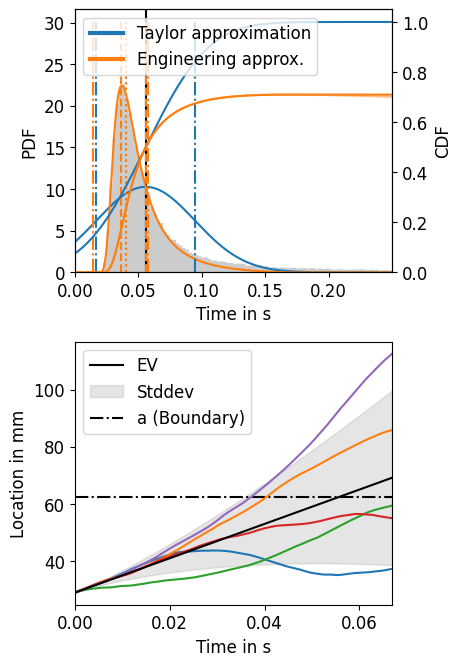 Taylor approximation
Engineering approx.
PDF
30
25
20
15
10
5
0
CDF
1.0
0.8
0.6
0.4
0.2
0.0
0.00 0.05 0.10 0.15 0.20
Time in s
EV
Stddev
a (Boundary)
Location in mm
100
80
60
40
0.00 0.02 0.04 0.06
Time in s